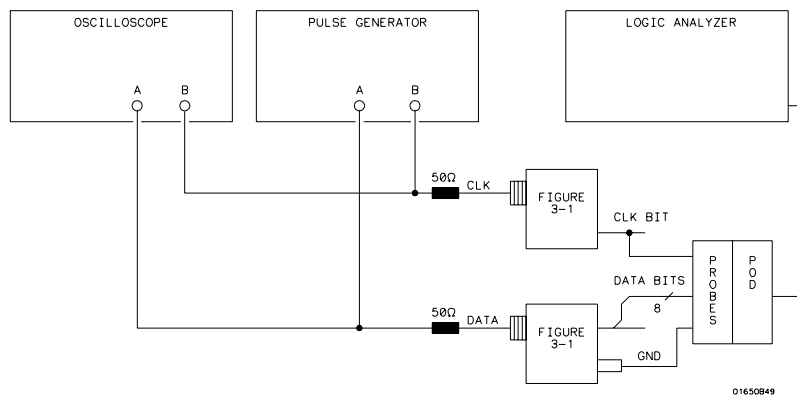 OSCILLOSCOPE
PULSE GENERATOR
LOGIC ANALYZER
A
B
A
B
50Ω
CLK
FIGURE
3-1
CLK BIT
PROBES
POD
DATA BITS
8
50Ω
DATA
FIGURE
3-1
GND
01650B49